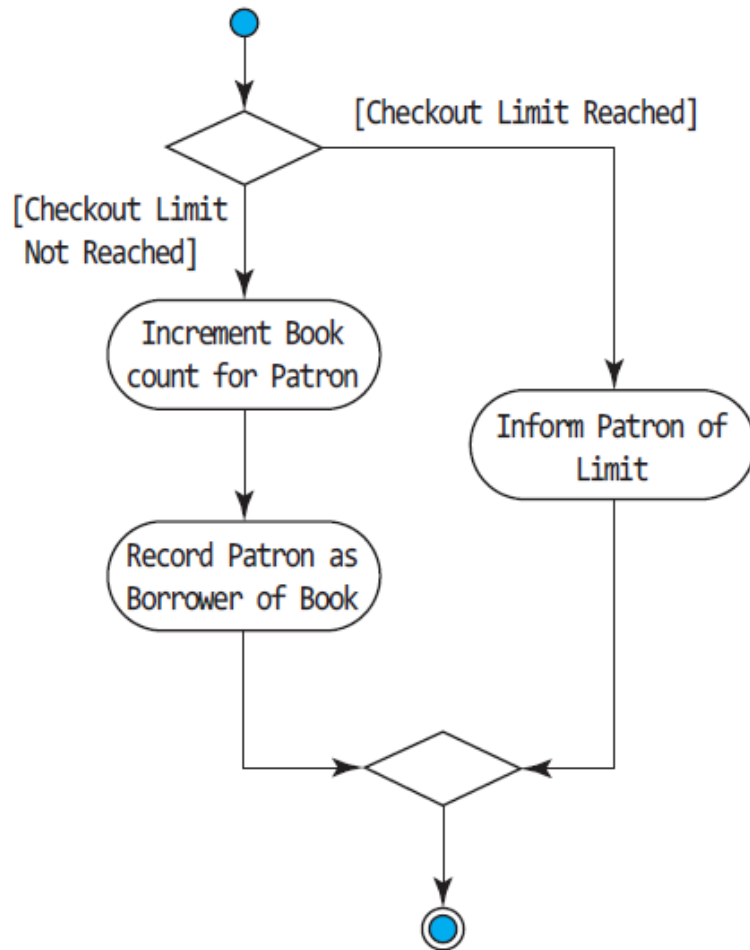 [Checkout Limit Reached]
[Checkout Limit
Not Reached]
Increment Book
count for Patron
Inform Patron of
Limit
Record Patron as
Borrower of Book